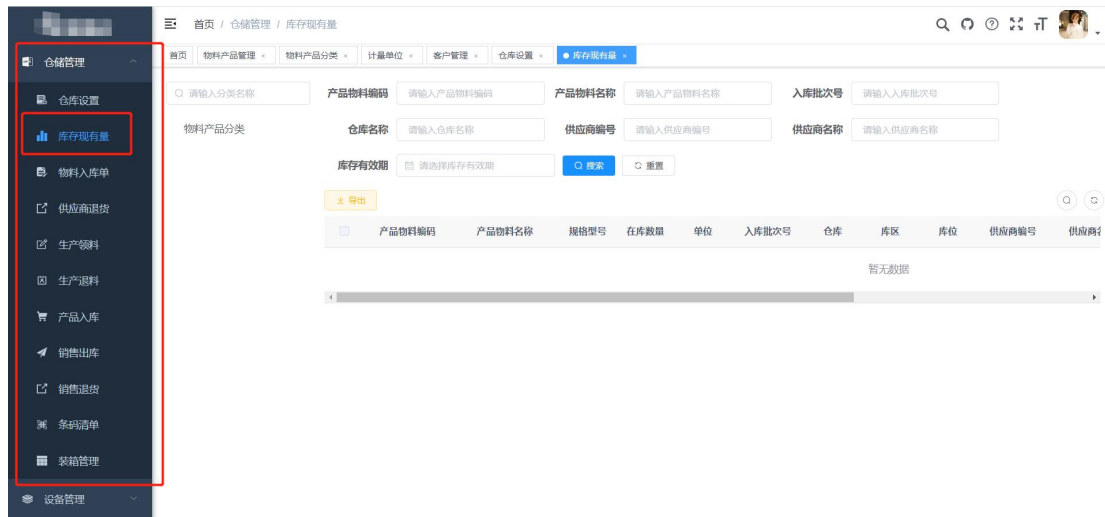 首页 / 仓储管理 / 库存现有量
首页 物料产品管理 × 物料产品分类 × 计量单位 × 客户管理 × 仓库设置 × 库存现有量 ×
仓储管理
仓库设置
库存现有量
物料入库单
供应商退货
生产领料
生产退料
产品入库
销售出库
销售退货
条码清单
装箱管理
设备管理
请输入分类名称
物料产品分类
产品物料编码 请输入产品物料编码 产品物料名称 请输入产品物料名称 入库批次号 请输入入库批次号
仓库名称 请输入仓库名称 供应商编号 请输入供应商编号 供应商名称 请输入供应商名称
库存有效期 请选择库存有效期 搜索 重置
导出
产品物料编码 产品物料名称 规格型号 在库数量 单位 入库批次号 仓库 库区 库位 供应商编号 供应商
暂无数据